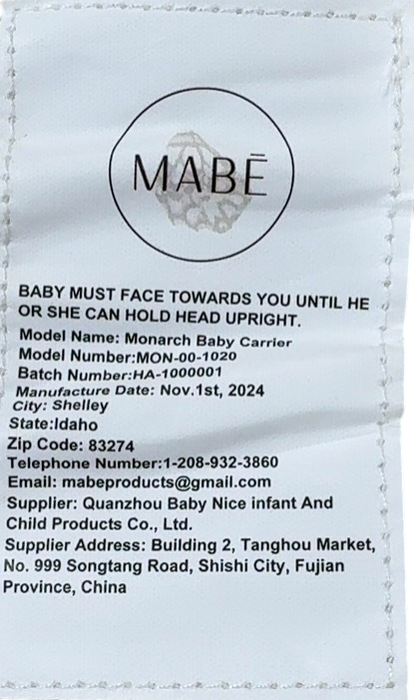 MABĒ
BABY MUST FACE TOWARDS YOU UNTIL HE
OR SHE CAN HOLD HEAD UPRIGHT.
Model Name: Monarch Baby Carrier
Model Number:MON-00-1020
Batch Number:HA-1000001
Manufacture Date: Nov.1st, 2024
City: Shelley
State:Idaho
Zip Code: 83274
Telephone Number:1-208-932-3860
Email: mabeproducts@gmail.com
Supplier: Quanzhou Baby Nice infant And
Child Products Co., Ltd.
Supplier Address: Building 2, Tanghou Market,
No. 999 Songtang Road, Shishi City, Fujian
Province, China